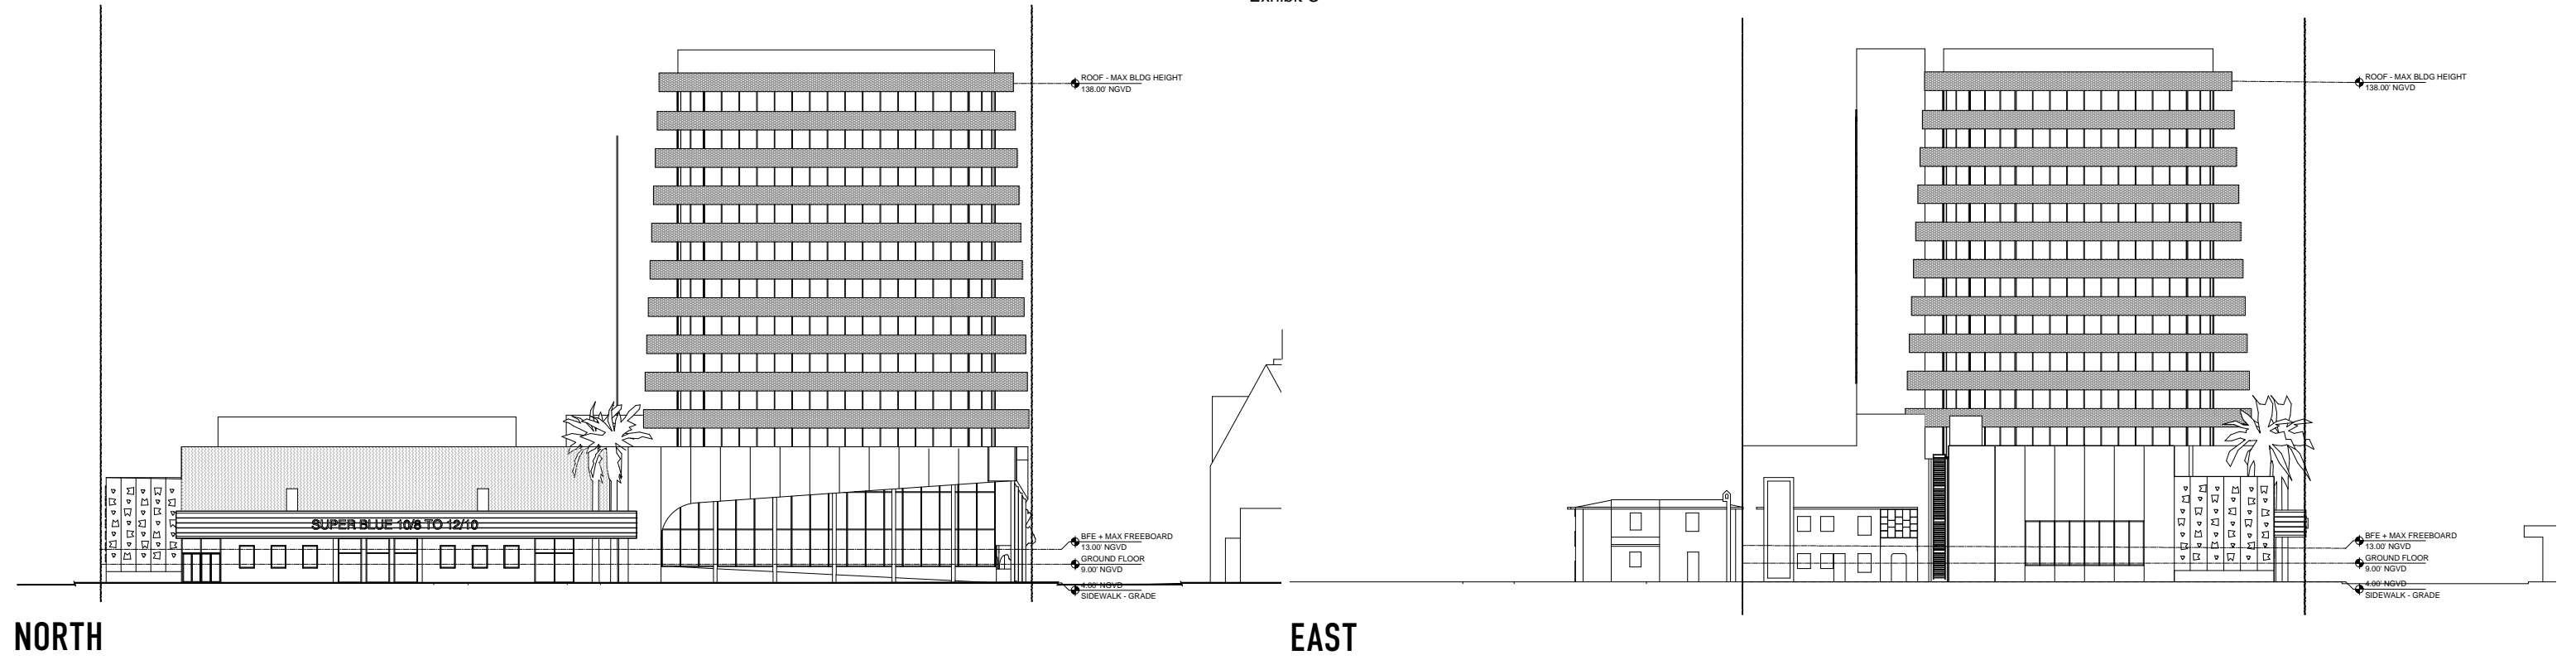 ROOF - MAX BLDG HEIGHT
138.00' NGVD
SUPER BLUE 10/6 TO 12/10
BFE + MAX FREEBOARD
13.00' NGVD
GROUND FLOOR
9.00' NGVD
4.00' NGVD
SIDEWALK - GRADE
NORTH
ROOF - MAX BLDG HEIGHT
138.00' NGVD
BFE + MAX FREEBOARD
13.00' NGVD
GROUND FLOOR
9.00' NGVD
4.00' NGVD
SIDEWALK - GRADE
EAST